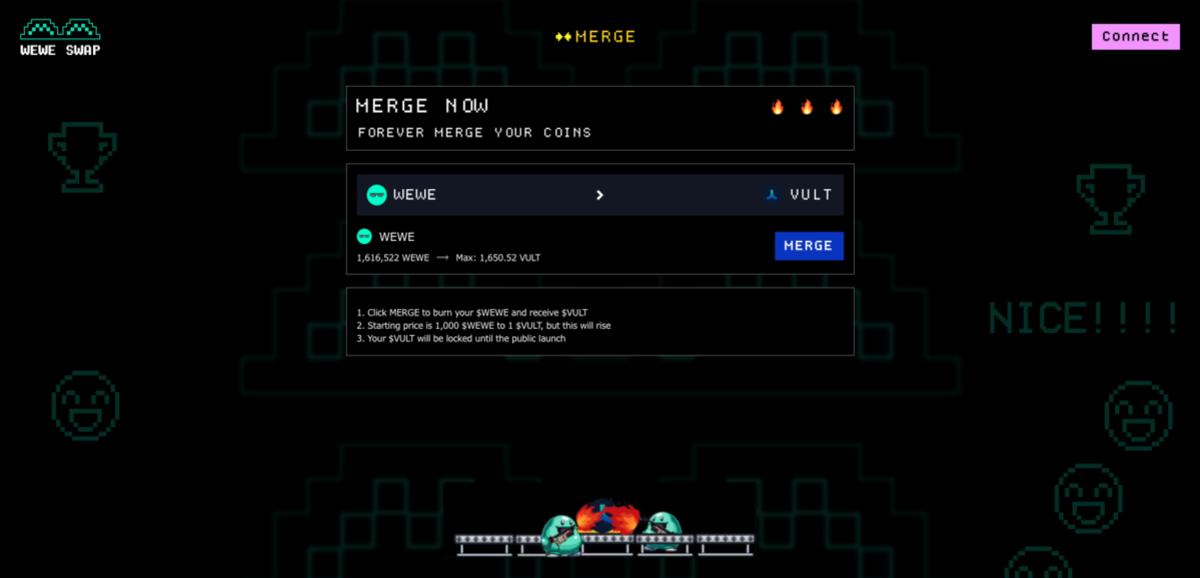 WEWE SWAP
MERGE
Connect
MERGE NOW
FOREVER MERGE YOUR COINS
WEWE
VULT
WEWE
1,616,522 WEWE → Max: 1,650.52 VULT
MERGE
1. Click MERGE to burn your $WEWE and receive $VULT
2. Starting price is 1,000 $WEWE to 1 $VULT, but this will rise
3. Your $VULT will be locked until the public launch
NICE!!!!